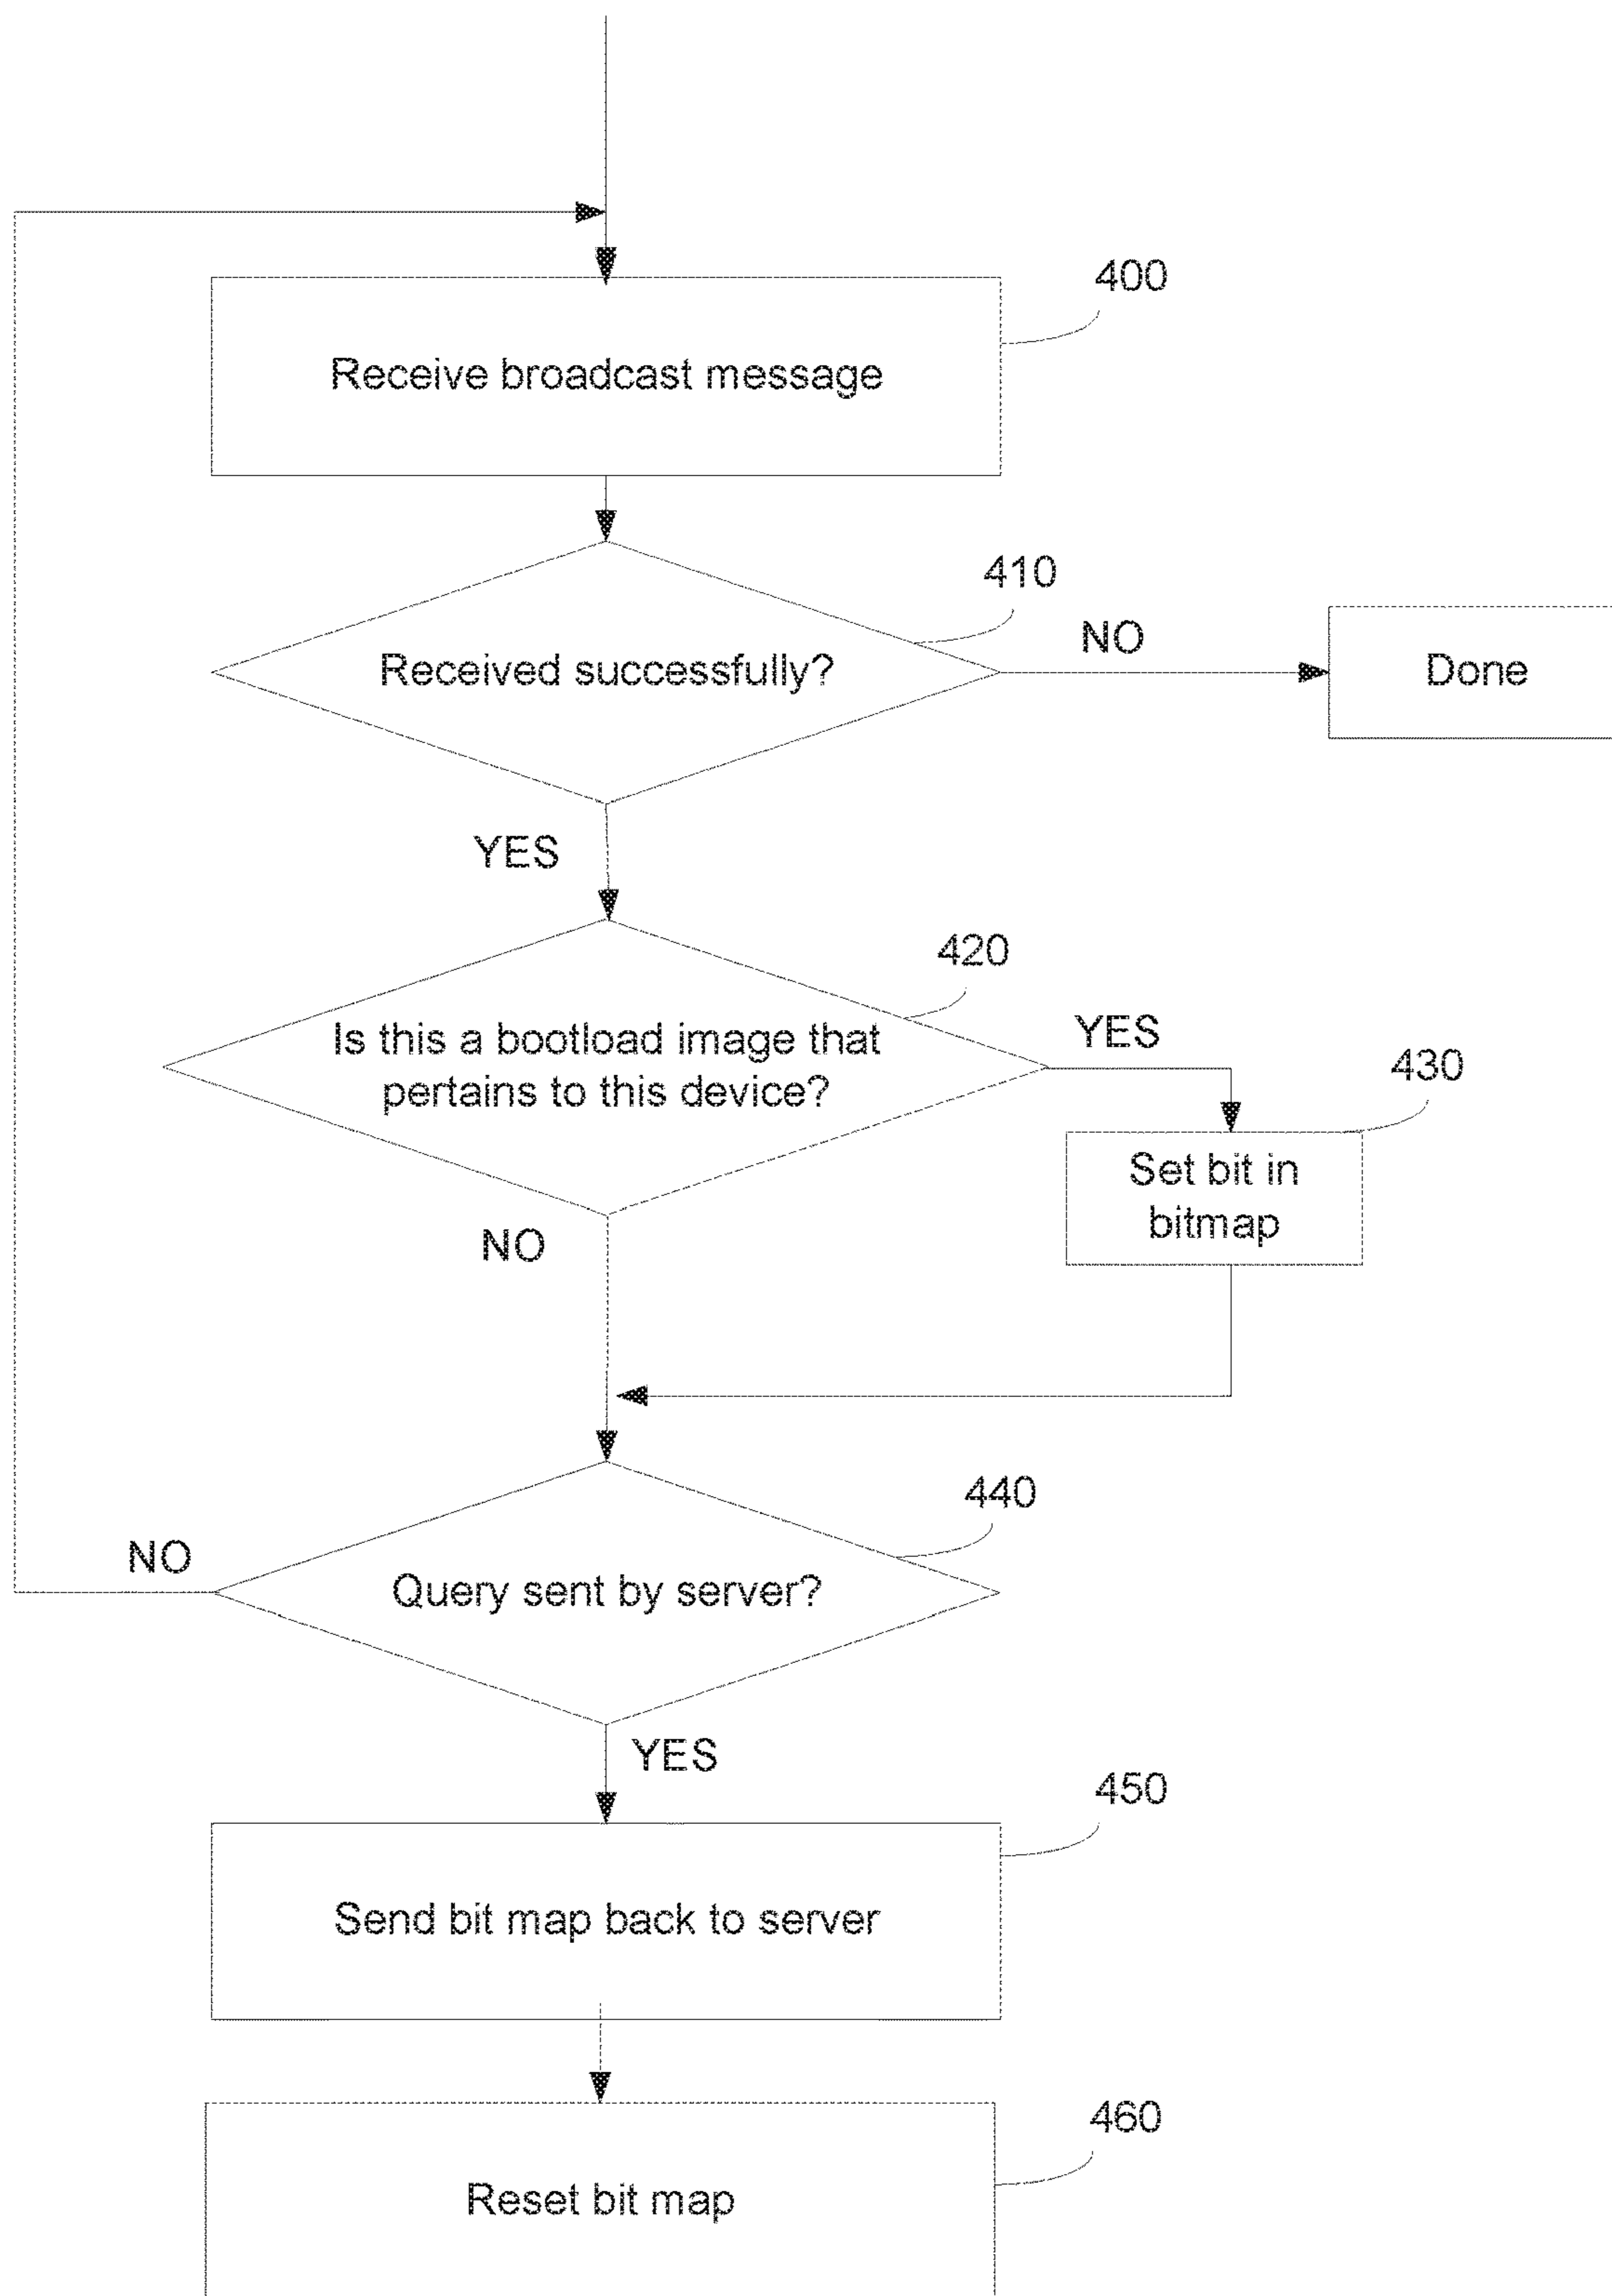 400
Receive broadcast message
410
NO
Received successfully?
Done
YES
420
Is this a bootload image that
pertains to this device?
YES
430
Set bit in
bitmap
NO
440
NO
Query sent by server?
YES
450
Send bit map back to server
460
Reset bit map